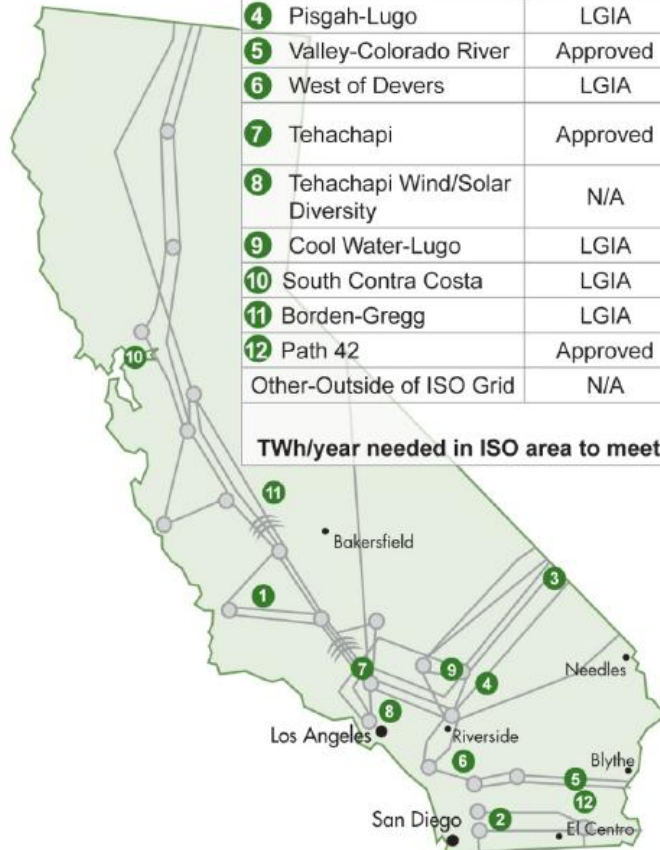 4 Pisgah-Lugo LGIA
5 Valley-Colorado River Approved
6 West of Devers LGIA
7 Tehachapi Approved
8 Tehachapi Wind/Solar
Diversity N/A
9 Cool Water-Lugo LGIA
10 South Contra Costa LGIA
11 Borden-Gregg LGIA
12 Path 42 Approved
Other-Outside of ISO Grid N/A
TWh/year needed in ISO area to meet
10
11
Bakersfield
3
1
Needles
7
9
4
8
Los Angeles
Riverside
6
Blythe
5
12
San Diego
2
El Centro